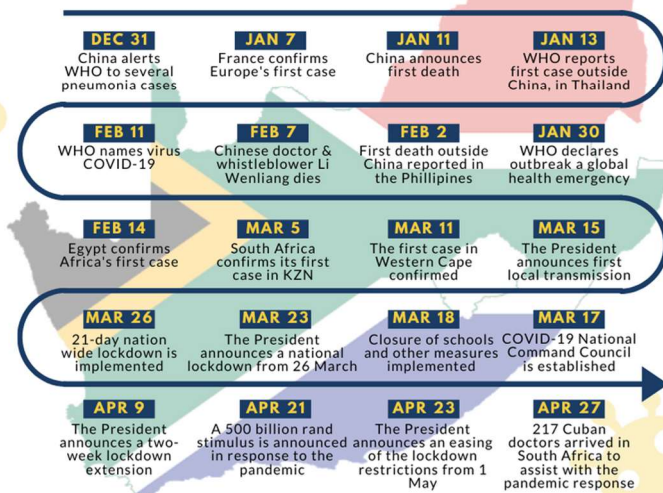 DEC 31
China alerts
WHO to several
pneumonia cases
JAN 7
France confirms
Europe's first case
JAN 11
China announces
first death
JAN 13
WHO reports
first case outside
China, in Thailand
FEB 11
WHO names virus
COVID-19
FEB 7
Chinese doctor &
whistleblower Li
Wenliang dies
FEB 2
First death outside
China reported in
the Phillipines
JAN 30
WHO declares
outbreak a global
health emergency
FEB 14
Egypt confirms
Africa's first case
MAR 5
South Africa
confirms its first
case in KZN
MAR 11
The first case in
Western Cape
confirmed
MAR 15
The President
announces first
local transmission
MAR 26
21-day nation
wide lockdown is
implemented
MAR 23
The President
announces a national
lockdown from 26 March
MAR 18
Closure of schools
and other measures
implemented
MAR 17
COVID-19 National
Command Council
is established
APR 9
The President
announces a two-
week lockdown
extension
APR 21
A 500 billion rand
stimulus is announced
in response to the
pandemic
APR 23
The President
announces an easing
of the lockdown
restrictions from 1
May
APR 27
217 Cuban
doctors arrived in
South Africa to
assist with the
pandemic response